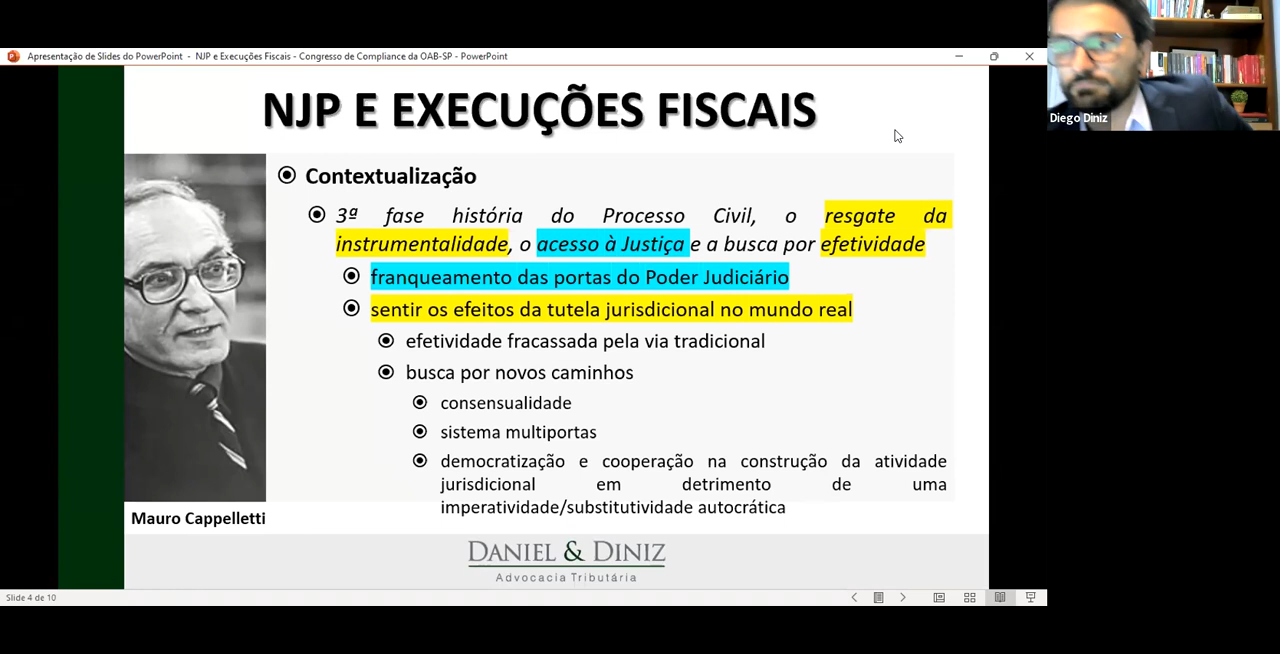 Apresentação de Slides do PowerPoint - NJP e Execuções Fiscais - Congresso de Compliance da OAB-SP - PowerPoint
Diego Diniz
NJP E EXECUÇÕES FISCAIS
Contextualização
3ª fase história do Processo Civil, o resgate da
instrumentalidade, o acesso à Justiça e a busca por efetividade
franqueamento das portas do Poder Judiciário
sentir os efeitos da tutela jurisdicional no mundo real
efetividade fracassada pela via tradicional
busca por novos caminhos
consensualidade
sistema multiportas
democratização e cooperação na construção da atividade
jurisdicional em detrimento de uma
imperatividade/substitutividade autocrática
Mauro Cappelletti
DANIEL & DINIZ
Advocacia Tributária
Slide 4 de 10